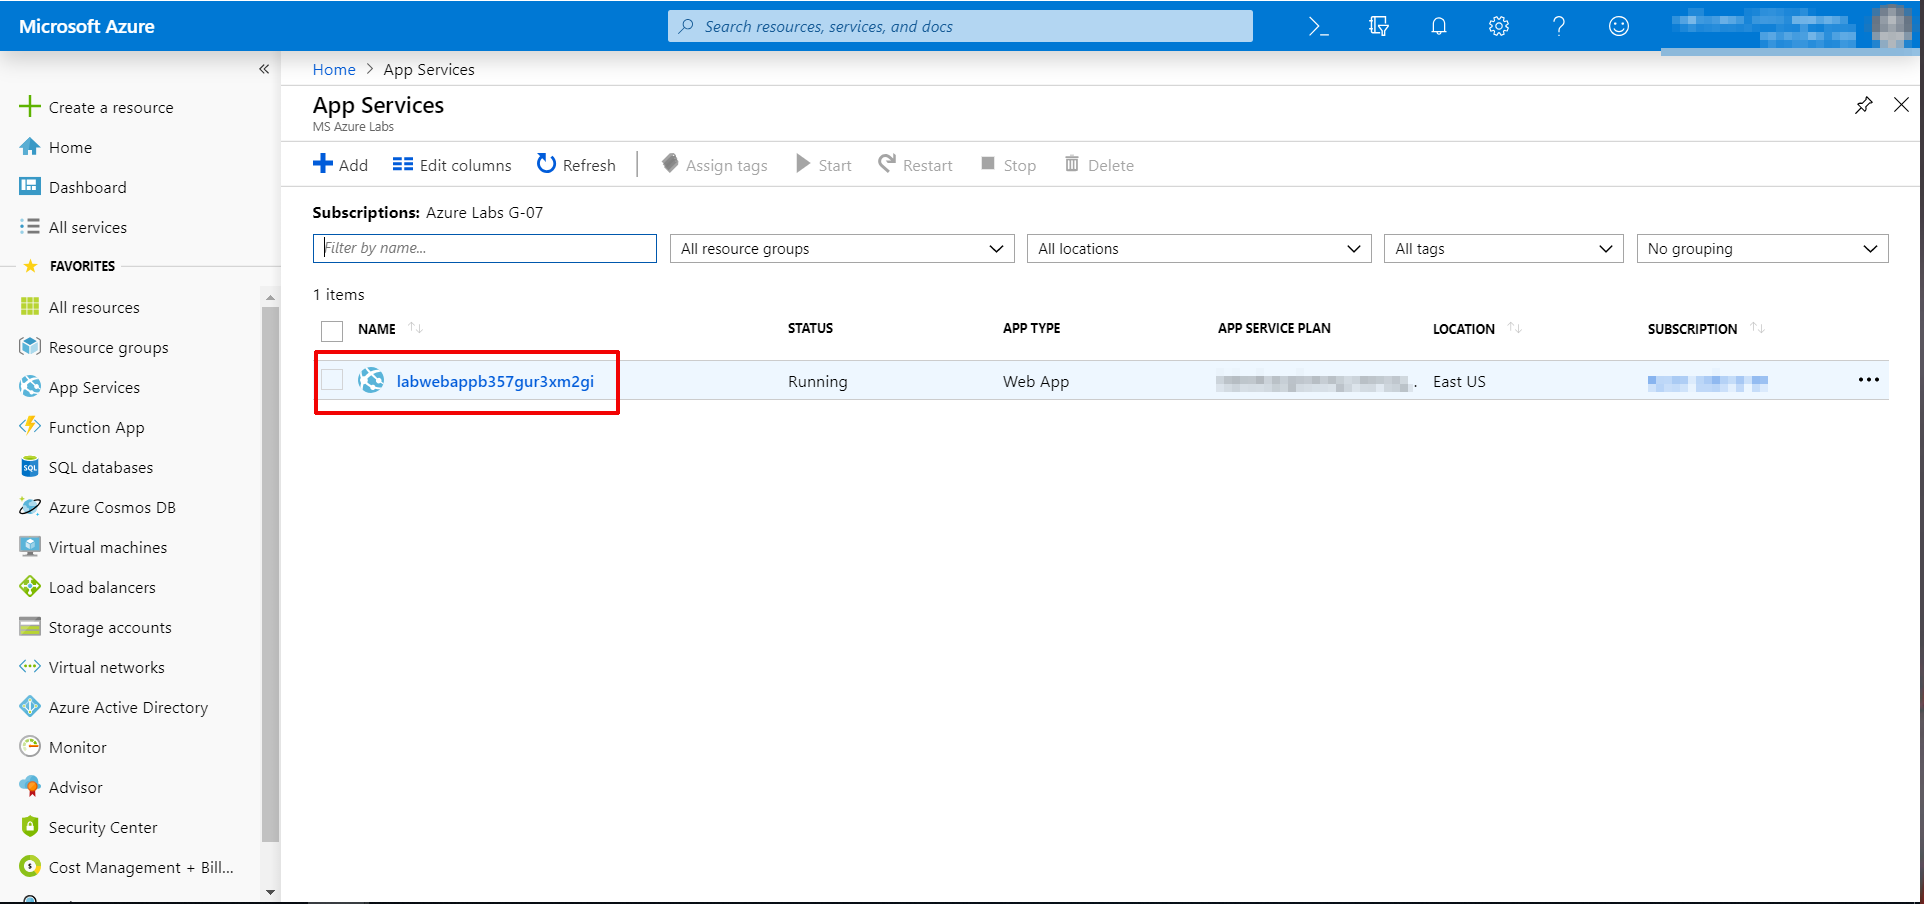 Microsoft Azure
Search resources, services, and docs
Home > App Services
App Services
MS Azure Labs
Create a resource
Home
Dashboard
All services
FAVORITES
All resources
Resource groups
App Services
Function App
SQL databases
Azure Cosmos DB
Virtual machines
Load balancers
Storage accounts
Virtual networks
Azure Active Directory
Monitor
Advisor
Security Center
Cost Management + Bill...
Add Edit columns Refresh Assign tags Start Restart Stop Delete
Subscriptions: Azure Labs G-07
Filter by name... All resource groups All locations All tags No grouping
1 items
NAME STATUS APP TYPE APP SERVICE PLAN LOCATION SUBSCRIPTION
labwebappb357gur3xm2gi Running Web App East US